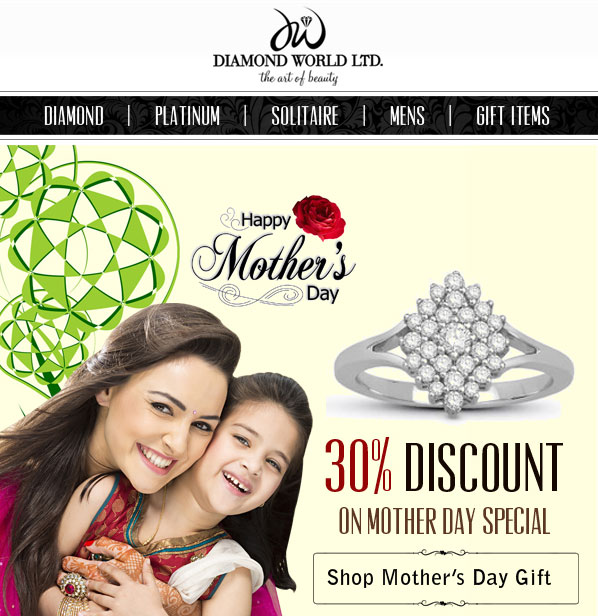 DIAMOND WORLD LTD.
the art of beauty
DIAMOND | PLATINUM | SOLITAIRE | MENS | GIFT ITEMS
Happy
Mother's
Day
30% DISCOUNT
ON MOTHER DAY SPECIAL
Shop Mother's Day Gift